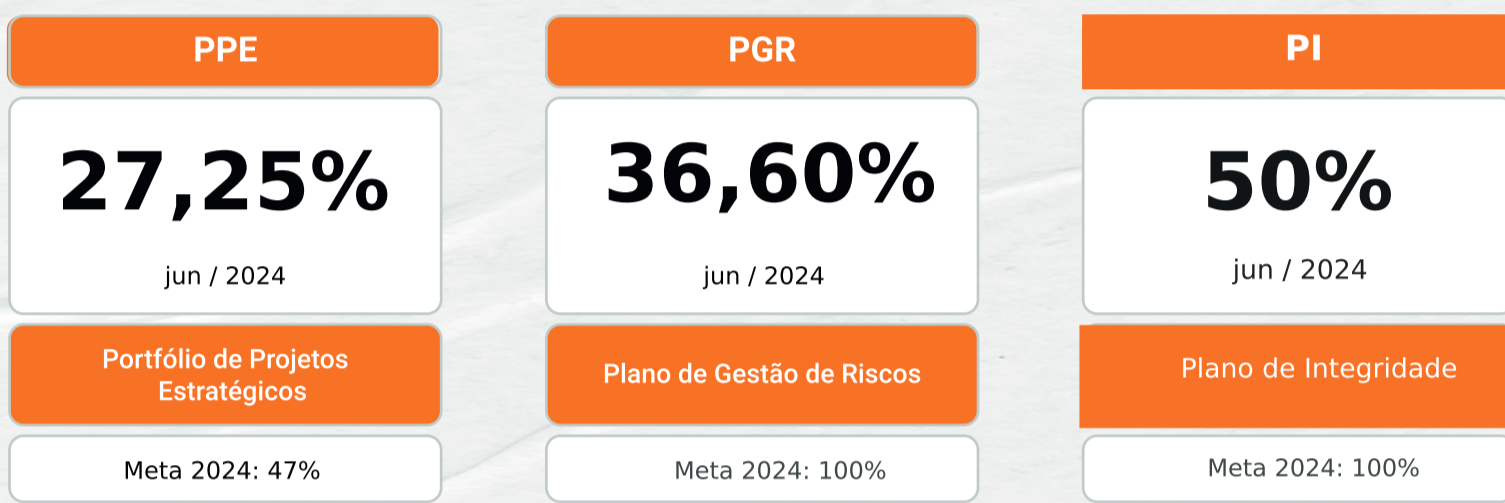 PPE
27,25%
jun / 2024
Portfólio de Projetos
Estratégicos
Meta 2024: 47%
PGR
36,60%
jun / 2024
Plano de Gestão de Riscos
Meta 2024: 100%
PI
50%
jun / 2024
Plano de Integridade
Meta 2024: 100%